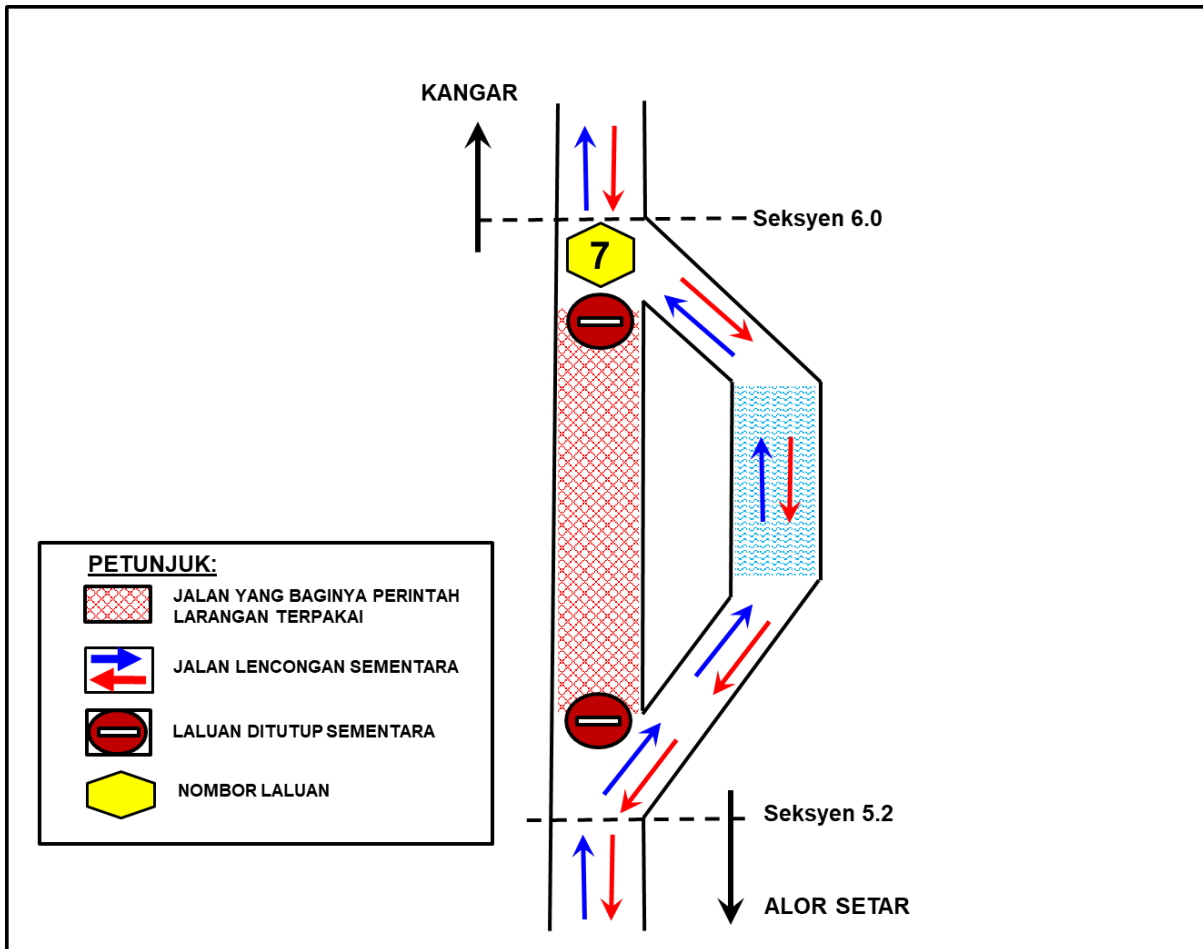 KANGAR
Seksyen 6.0
7
PETUNJUK:
JALAN YANG BAGINYA PERINTAH
LARANGAN TERPAKAI
JALAN LENCONGAN SEMENTARA
LALUAN DITUTUP SEMENTARA
NOMBOR LALUAN
Seksyen 5.2
ALOR SETAR